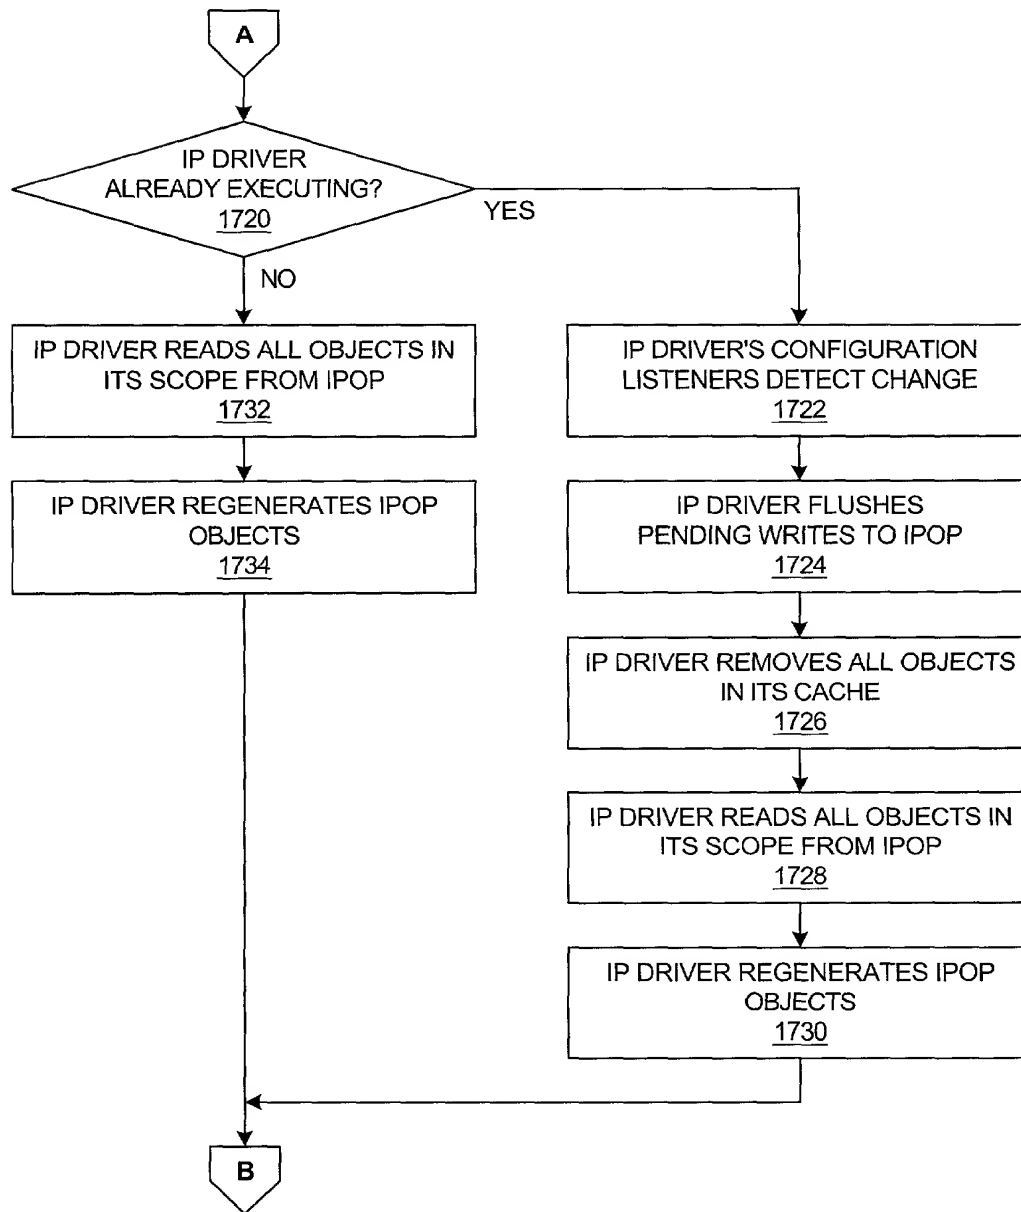 A
IP DRIVER
ALREADY EXECUTING?
1720
YES
NO
IP DRIVER READS ALL OBJECTS IN
ITS SCOPE FROM IPOP
1732
IP DRIVER REGENERATES IPOP
OBJECTS
1734
IP DRIVER'S CONFIGURATION
LISTENERS DETECT CHANGE
1722
IP DRIVER FLUSHES
PENDING WRITES TO IPOP
1724
IP DRIVER REMOVES ALL OBJECTS
IN ITS CACHE
1726
IP DRIVER READS ALL OBJECTS IN
ITS SCOPE FROM IPOP
1728
IP DRIVER REGENERATES IPOP
OBJECTS
1730
B